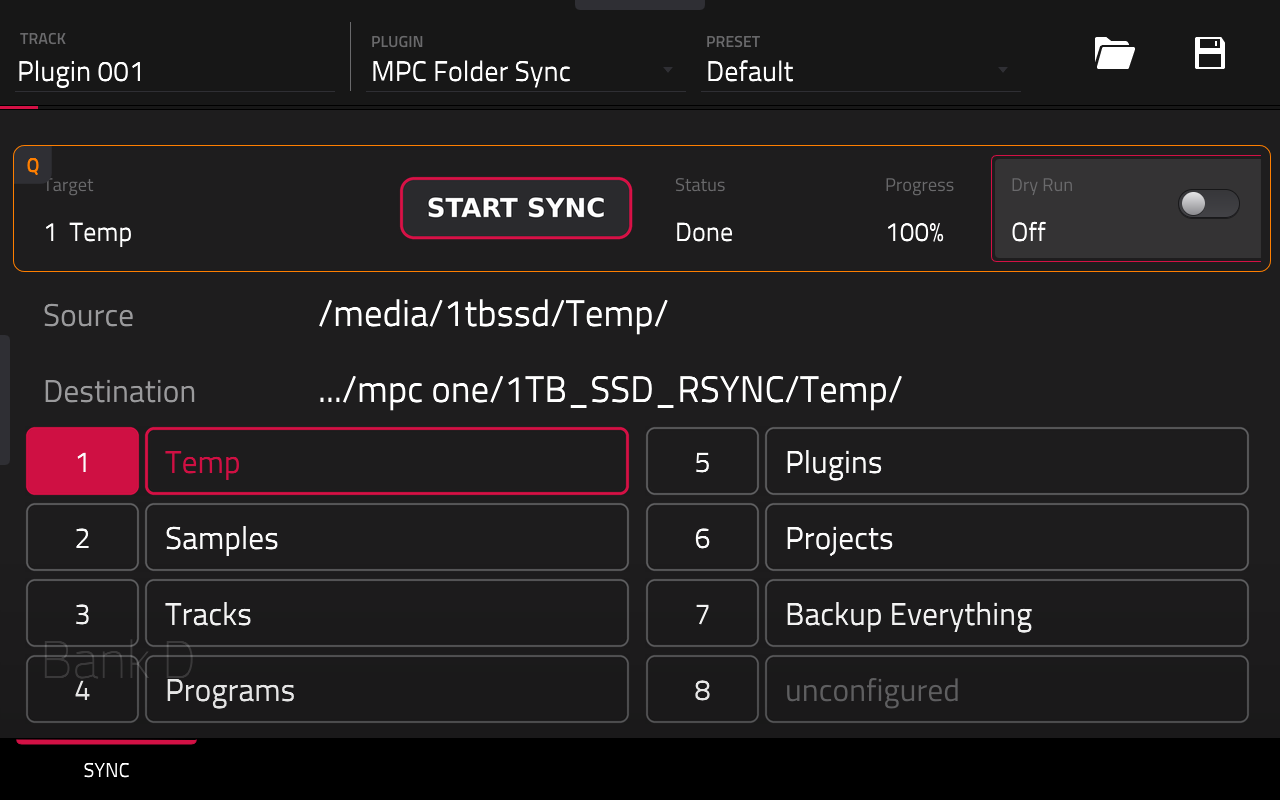 TRACK
Plugin 001
PLUGIN
MPC Folder Sync
PRESET
Default
Q
Target
1 Temp
START SYNC
Status
Done
Progress
100%
Dry Run
Off
Source
/media/1tbssd/Temp/
Destination
.../mpc one/1TB_SSD_RSYNC/Temp/
1
Temp
5
Plugins
2
Samples
6
Projects
3
Tracks
7
Backup Everything
Bank D
4
Programs
8
unconfigured
SYNC